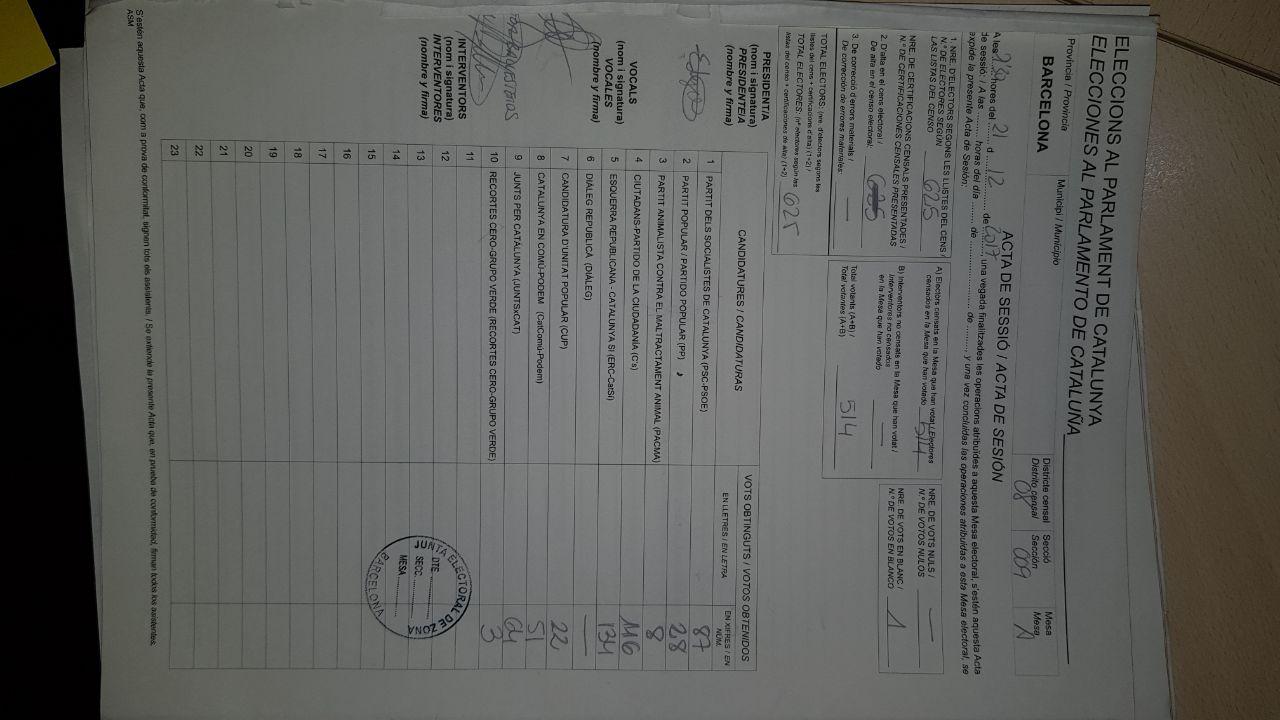 ELECCIONS AL PARLAMENT DE CATALUNYA
ELECCIONES AL PARLAMENTO DE CATALUÑA
Província / Provincia
BARCELONA
Municipi / Municipio
Districte censal
Distrito censal
08
Secció
Sección
009
Mesa
Mesa
A
ACTA DE SESSIÓ / ACTA DE SESIÓN
A les hores del 21 d 12 de 2017, una vegada finalitzades les operacions atribuïdes a aquesta Mesa electoral, s'estén aquesta Acta
de sessió: / A las ........ horas del día ........ de ........................ de ........, y una vez concluidas las operaciones atribuidas a esta Mesa electoral, se
expide la presente Acta de Sesión:
1. NRE. D'ELECTORS SEGONS LES LLISTES DEL CENS /
N.º DE ELECTORES SEGÚN
LAS LISTAS DEL CENSO 625
NRE. DE CERTIFICACIONS CENSALS PRESENTADES /
N.º DE CERTIFICACIONES CENSALES PRESENTADAS
2. D'alta en el cens electoral /
De alta en el censo electoral:
3. De correcció d'errors materials / —
De corrección de errores materiales:
TOTAL ELECTORS: (nre. d'electors segons les
llistes del cens + certificacions d'alta) (1+2) /
TOTAL ELECTORES: (nº electores según las
listas del censo + certificaciones de alta) (1+2) 625
A) Electors censats en la Mesa que han votat / Electores
censados en la Mesa que han votado 514
B) Interventors no censats en la Mesa que han votat /
Interventores no censados
en la Mesa que han votado —
Total votants (A+B) /
Total votantes (A+B) 514
NRE. DE VOTS NULS /
N.º DE VOTOS NULOS —
NRE. DE VOTS EN BLANC /
N.º DE VOTOS EN BLANCO 1
PRESIDENT/A
(nom i signatura)
PRESIDENTE/A
(nombre y firma)
VOCALS
(nom i signatura)
VOCALES
(nombre y firma)
INTERVENTORS
(nom i signatura)
INTERVENTORES
(nombre y firma)
CANDIDATURES / CANDIDATURAS
VOTS OBTINGUTS / VOTOS OBTENIDOS
EN LLETRES / EN LETRA
EN XIFRES / EN
NÚM.
1 PARTIT DELS SOCIALISTES DE CATALUNYA (PSC-PSOE) 87
2 PARTIT POPULAR / PARTIDO POPULAR (PP) 28
3 PARTIT ANIMALISTA CONTRA EL MALTRACTAMENT ANIMAL (PACMA) 8
4 CIUTADANS-PARTIDO DE LA CIUDADANÍA (C's) 116
5 ESQUERRA REPUBLICANA - CATALUNYA SÍ (ERC-CatSí) 134
6 DIÀLEG REPUBLICÀ (DIÀLEG) —
7 CANDIDATURA D'UNITAT POPULAR (CUP) 22
8 CATALUNYA EN COMÚ-PODEM (CatComú-Podem) 51
9 JUNTS PER CATALUNYA (JUNTSxCAT) 64
10 RECORTES CERO-GRUPO VERDE (RECORTES CERO-GRUPO VERDE) 3
11
12
13
14
15
16
17
18
19
20
21
22
23
JUNTA ELECTORAL DE ZONA
DTE.
SECC.
MESA
BARCELONA
S'estén aquesta Acta que, com a prova de conformitat, signen tots els assistents. / Se extiende la presente Acta que, en prueba de conformidad, firman todos los asistentes.
ASM